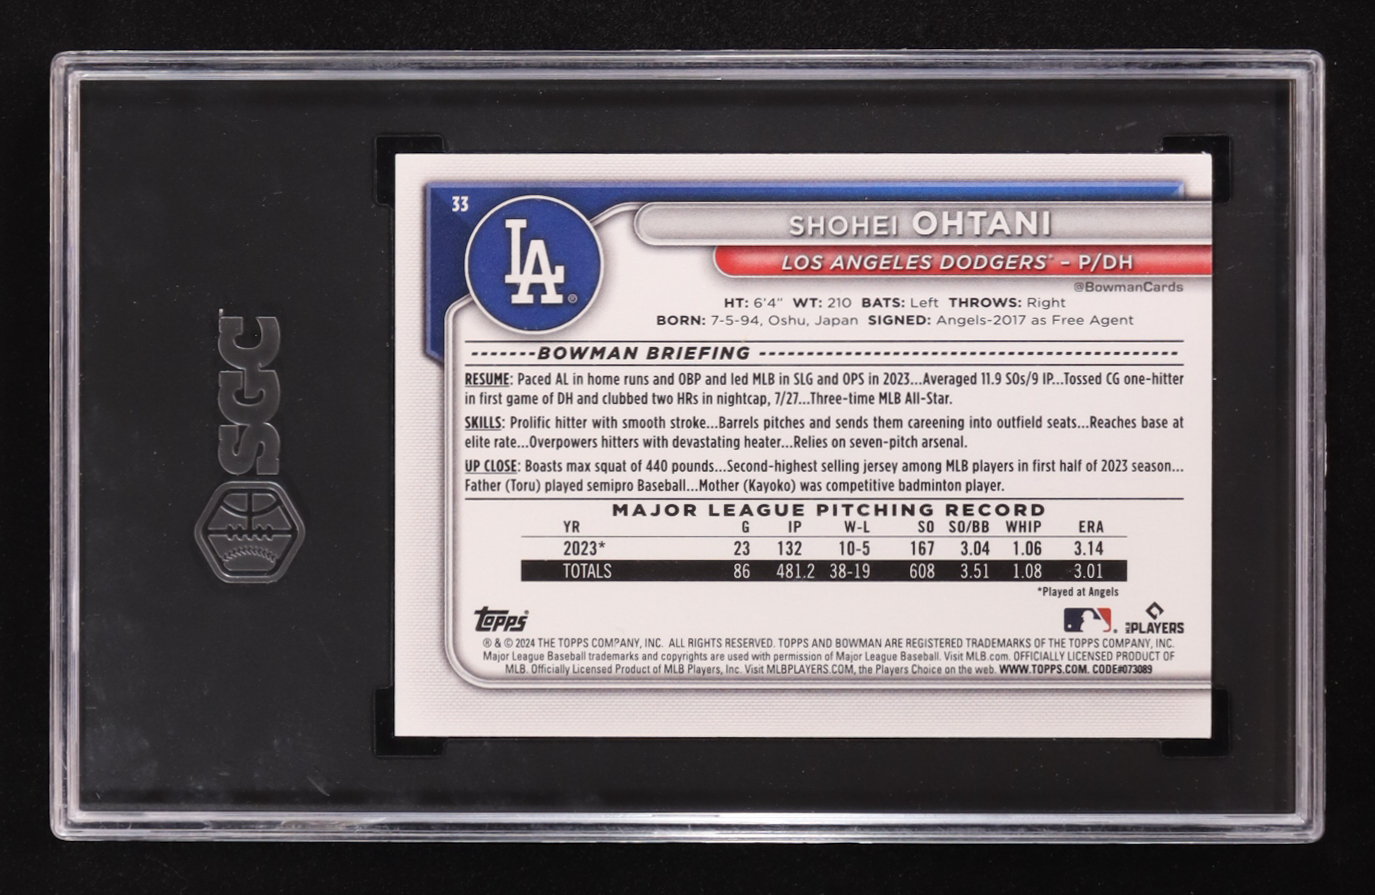 SGC
33
LA®
SHOHEI OHTANI
LOS ANGELES DODGERS™ – P/DH
@BowmanCards
HT: 6'4" WT: 210 BATS: Left THROWS: Right
BORN: 7-5-94, Oshu, Japan SIGNED: Angels-2017 as Free Agent
BOWMAN BRIEFING
RESUME: Paced AL in home runs and OBP and led MLB in SLG and OPS in 2023...Averaged 11.9 SOs/9 IP...Tossed CG one-hitter
in first game of DH and clubbed two HRs in nightcap, 7/27...Three-time MLB All-Star.
SKILLS: Prolific hitter with smooth stroke...Barrels pitches and sends them careening into outfield seats...Reaches base at
elite rate...Overpowers hitters with devastating heater...Relies on seven-pitch arsenal.
UP CLOSE: Boasts max squat of 440 pounds...Second-highest selling jersey among MLB players in first half of 2023 season...
Father (Toru) played semipro Baseball...Mother (Kayoko) was competitive badminton player.
MAJOR LEAGUE PITCHING RECORD
YR G IP W-L SO SO/BB WHIP ERA
2023* 23 132 10-5 167 3.04 1.06 3.14
TOTALS 86 481.2 38-19 608 3.51 1.08 3.01
*Played at Angels
Topps®
MLB PLAYERS
® & © 2024 THE TOPPS COMPANY, INC. ALL RIGHTS RESERVED. TOPPS AND BOWMAN ARE REGISTERED TRADEMARKS OF THE TOPPS COMPANY, INC.
Major League Baseball trademarks and copyrights are used with permission of Major League Baseball. Visit MLB.com. OFFICIALLY LICENSED PRODUCT OF
MLB. Officially Licensed Product of MLB Players, Inc. Visit MLBPLAYERS.COM, the Players Choice on the web. WWW.TOPPS.COM. CODE#073089